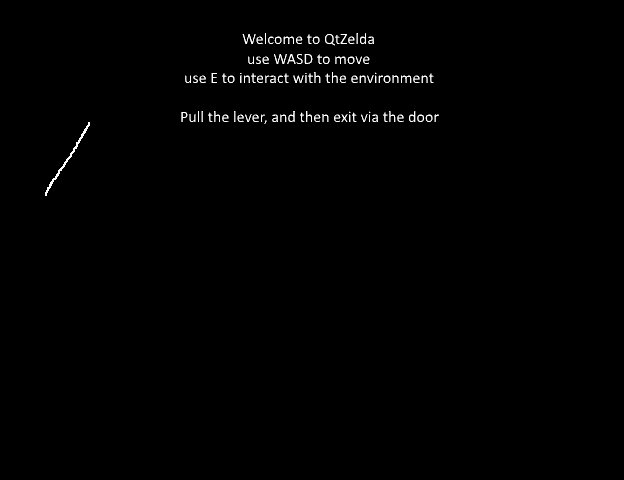 Welcome to QtZelda
use WASD to move
use E to interact with the environment
Pull the lever, and then exit via the door